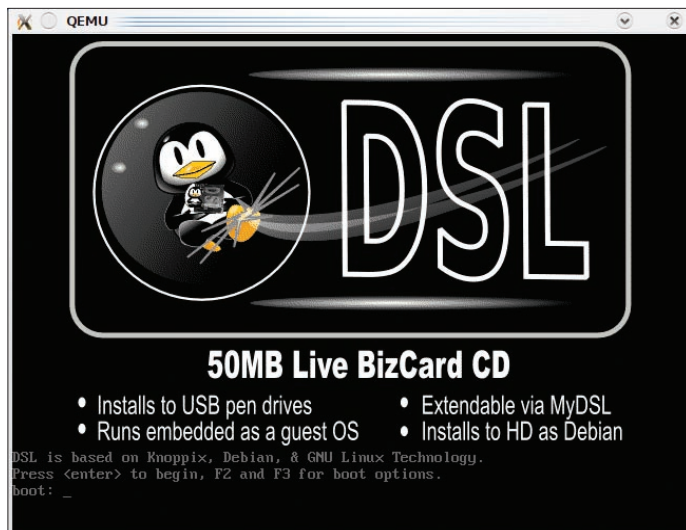 QEMU
DSL
50MB Live BizCard CD
• Installs to USB pen drives
• Runs embedded as a guest OS
• Extendable via MyDSL
• Installs to HD as Debian
DSL is based on Knoppix, Debian, & GNU Linux Technology.
Press <enter> to begin, F2 and F3 for boot options.
boot: _